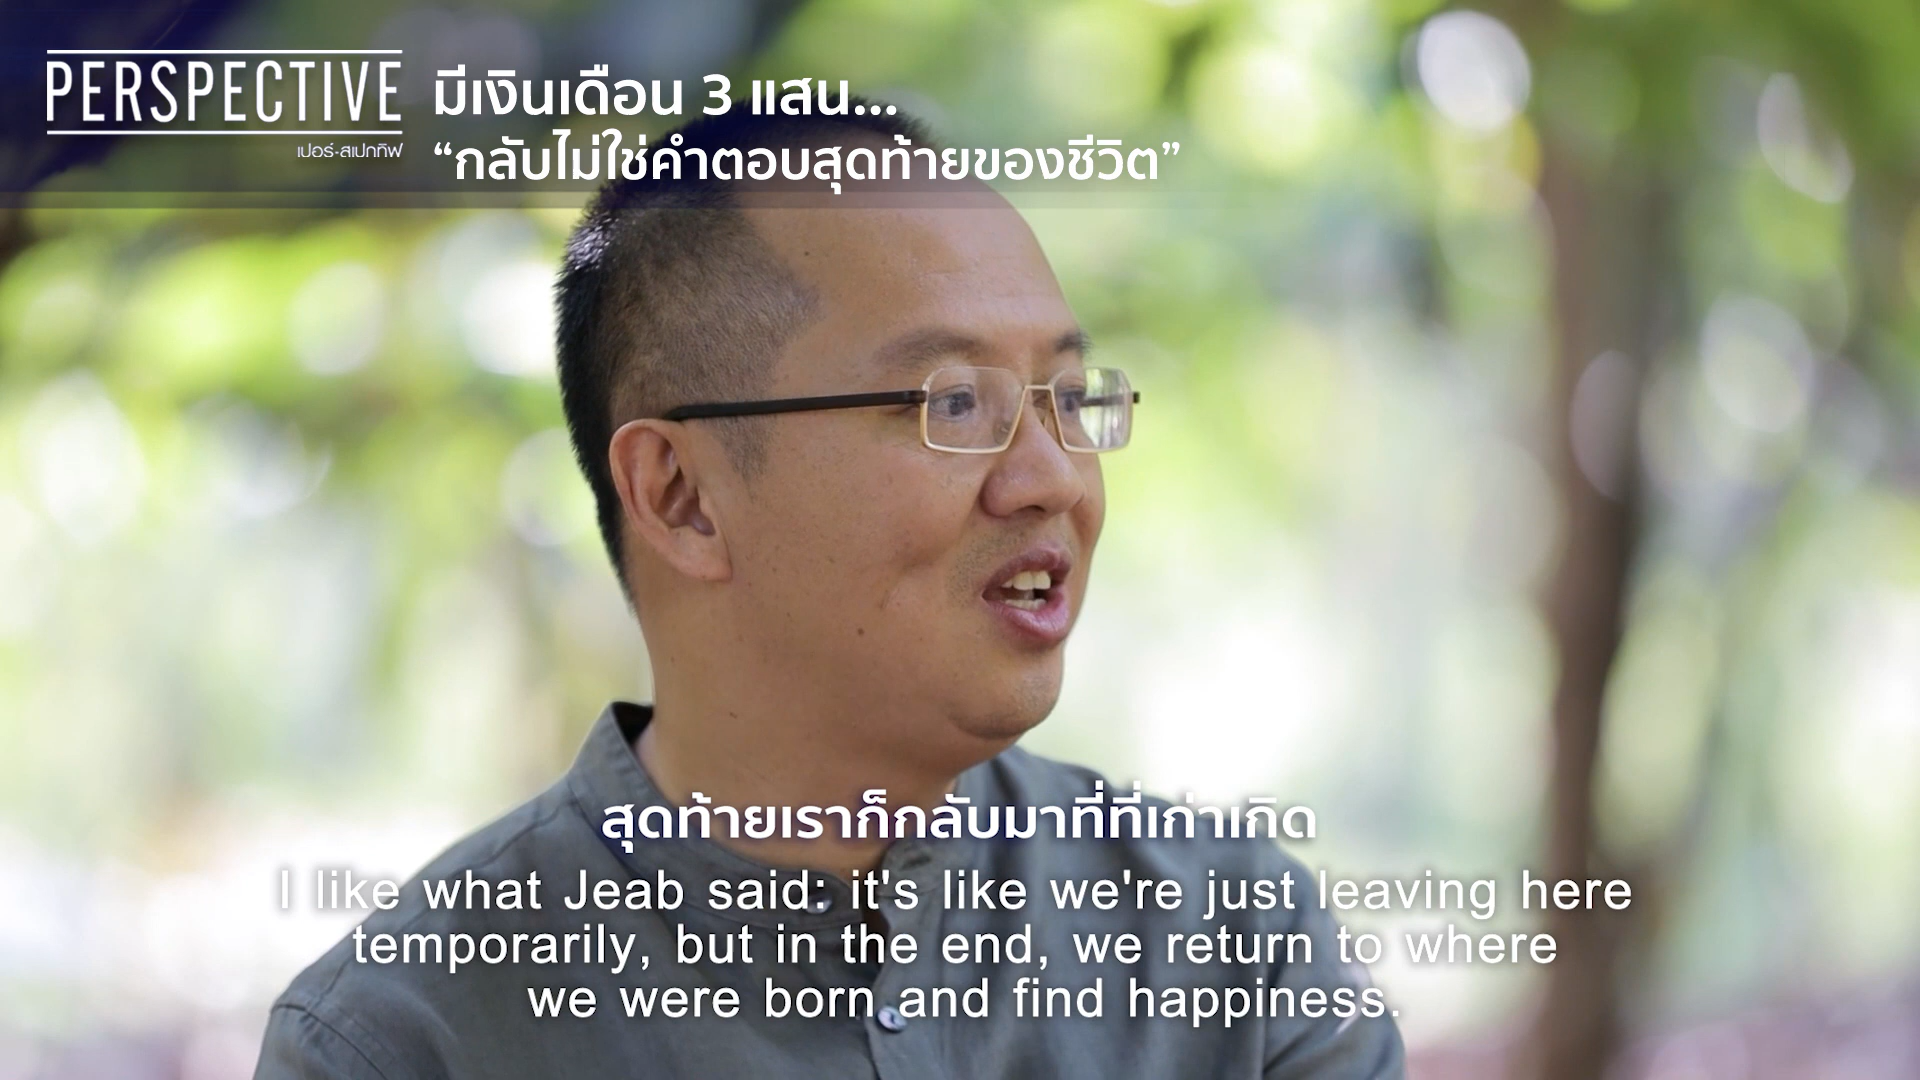 PERSPECTIVE
เปอร์-สเปกทิฟ
มีเงินเดือน 3 แสน...
“กลับไม่ใช่คำตอบสุดท้ายของชีวิต”
สุดท้ายเราก็กลับมาที่ที่เก่าเกิด
I like what Jeab said: it's like we're just leaving here
temporarily, but in the end, we return to where
we were born and find happiness.